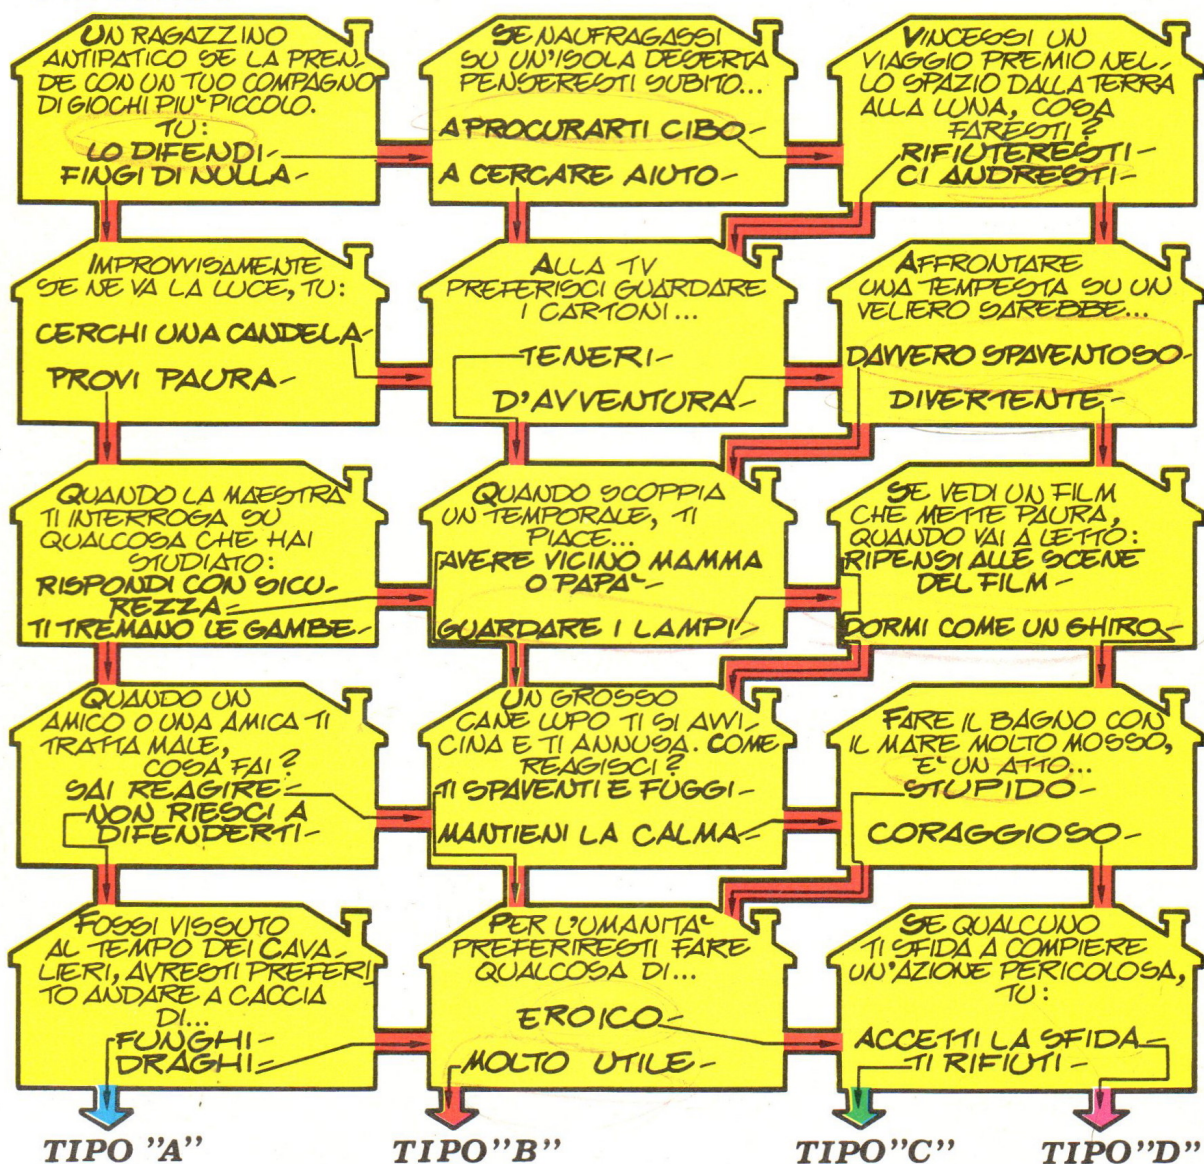 UN RAGAZZINO
ANTIPATICO SE LA PREN-
DE CON UN TUO COMPAGNO
DI GIOCHI PIU' PICCOLO.
TU:
LO DIFENDI-
FINGI DI NULLA-
SE NAUFRAGASSI
SU UN'ISOLA DESERTA
PENSERESTI SUBITO...
A PROCURARTI CIBO-
A CERCARE AIUTO-
VINCESSI UN
VIAGGIO PREMIO NEL-
LO SPAZIO DALLA TERRA
ALLA LUNA, COSA
FARESTI?
RIFIUTERESTI-
CI ANDRESTI-
IMPROVVISAMENTE
SE NE VA LA LUCE, TU:
CERCHI UNA CANDELA-
PROVI PAURA-
ALLA TV
PREFERISCI GUARDARE
I CARTONI...
TENERI-
D'AVVENTURA-
AFFRONTARE
UNA TEMPESTA SU UN
VELIERO SAREBBE...
DAVVERO SPAVENTOSO-
DIVERTENTE-
QUANDO LA MAESTRA
TI INTERROGA SU
QUALCOSA CHE HAI
STUDIATO:
RISPONDI CON SICU-
REZZA-
TI TREMANO LE GAMBE-
QUANDO SCOPPIA
UN TEMPORALE, TI
PIACE...
AVERE VICINO MAMMA
O PAPA'-
GUARDARE I LAMPI-
SE VEDI UN FILM
CHE METTE PAURA,
QUANDO VAI A LETTO:
RIPENSI ALLE SCENE
DEL FILM-
DORMI COME UN GHIRO-
QUANDO UN
AMICO O UNA AMICA TI
TRATTA MALE,
COSA FAI?
SAI REAGIRE-
NON RIESCI A
DIFENDERTI-
UN GROSSO
CANE LUPO TI SI AVVI-
CINA E TI ANNUSA. COME
REAGISCI?
TI SPAVENTI E FUGGI-
MANTIENI LA CALMA-
FARE IL BAGNO CON
IL MARE MOLTO MOSSO,
E' UN ATTO...
STUPIDO-
CORAGGIOSO-
FOSSI VISSUTO
AL TEMPO DEI CAVA-
LIERI, AVRESTI PREFERI-
TO ANDARE A CACCIA
DI...
FUNGHI-
DRAGHI-
PER L'UMANITA'
PREFERIRESTI FARE
QUALCOSA DI...
EROICO-
MOLTO UTILE-
SE QUALCUNO
TI SFIDA A COMPIERE
UN'AZIONE PERICOLOSA,
TU:
ACCETTI LA SFIDA-
TI RIFIUTI-
TIPO "A"
TIPO "B"
TIPO "C"
TIPO "D"